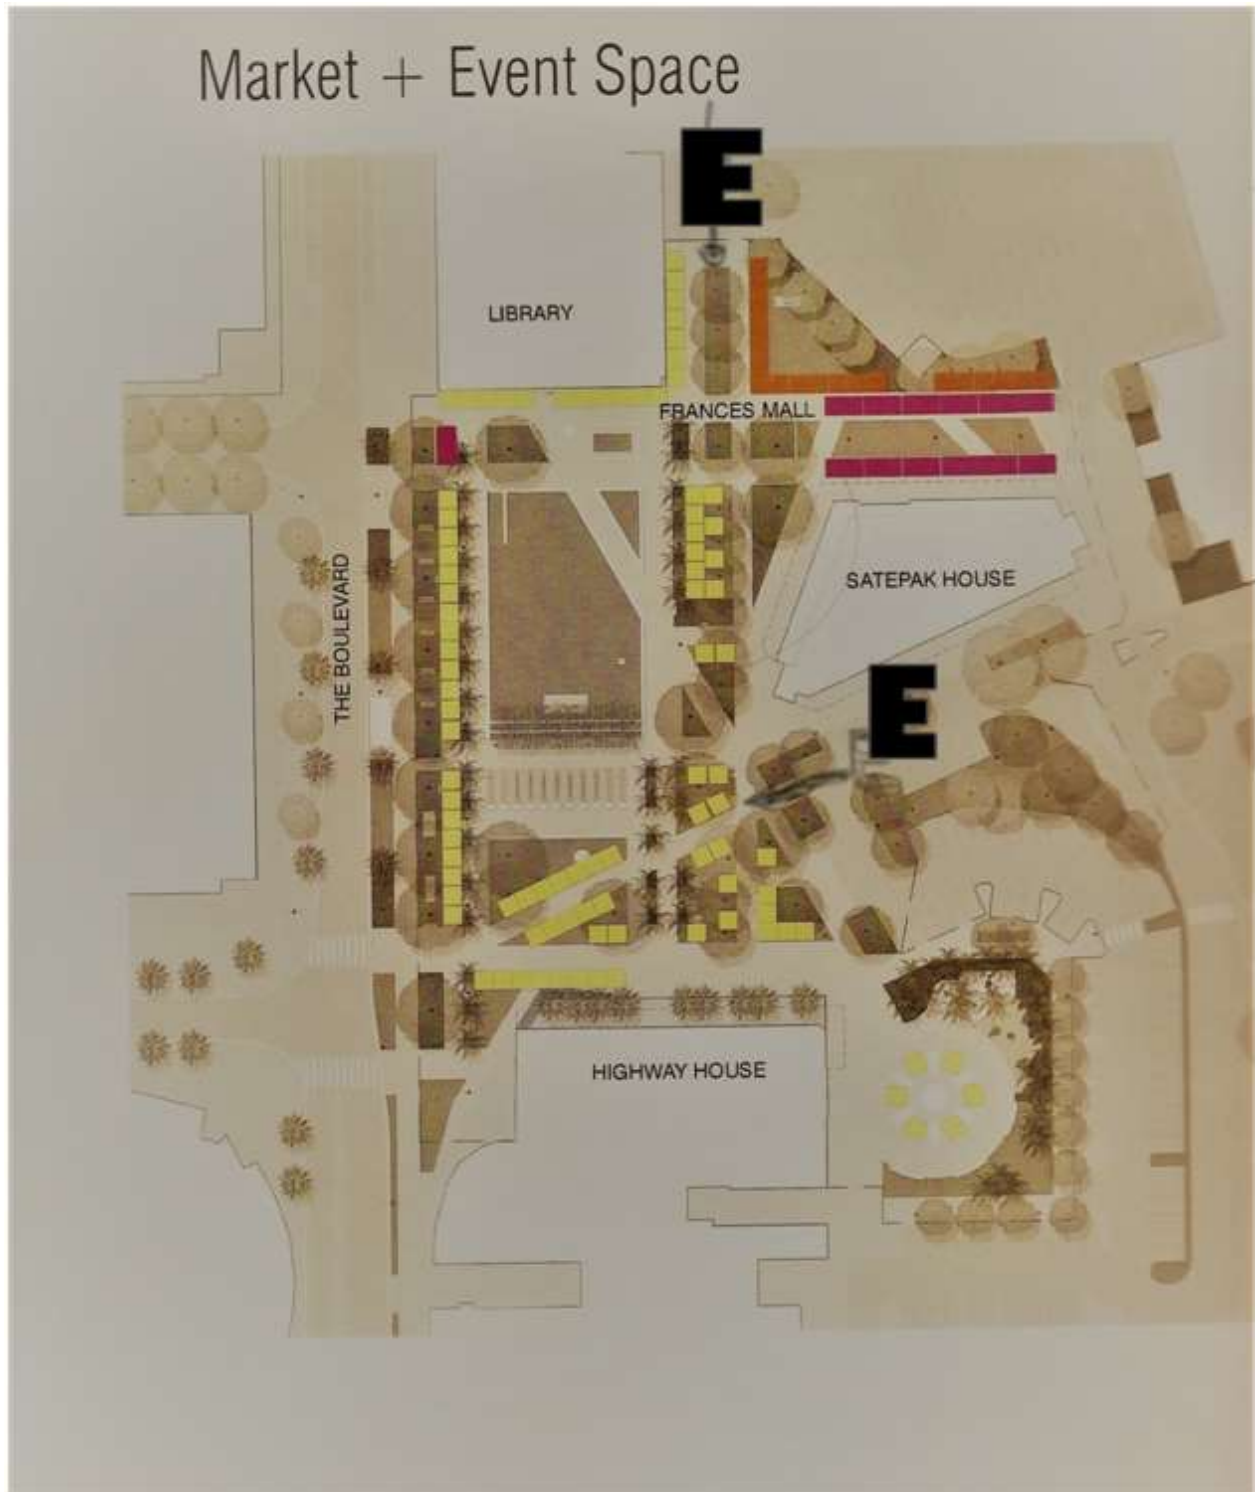 Market + Event Space
E
LIBRARY
FRANCES MALL
SATEPAK HOUSE
THE BOULEVARD
E
HIGHWAY HOUSE